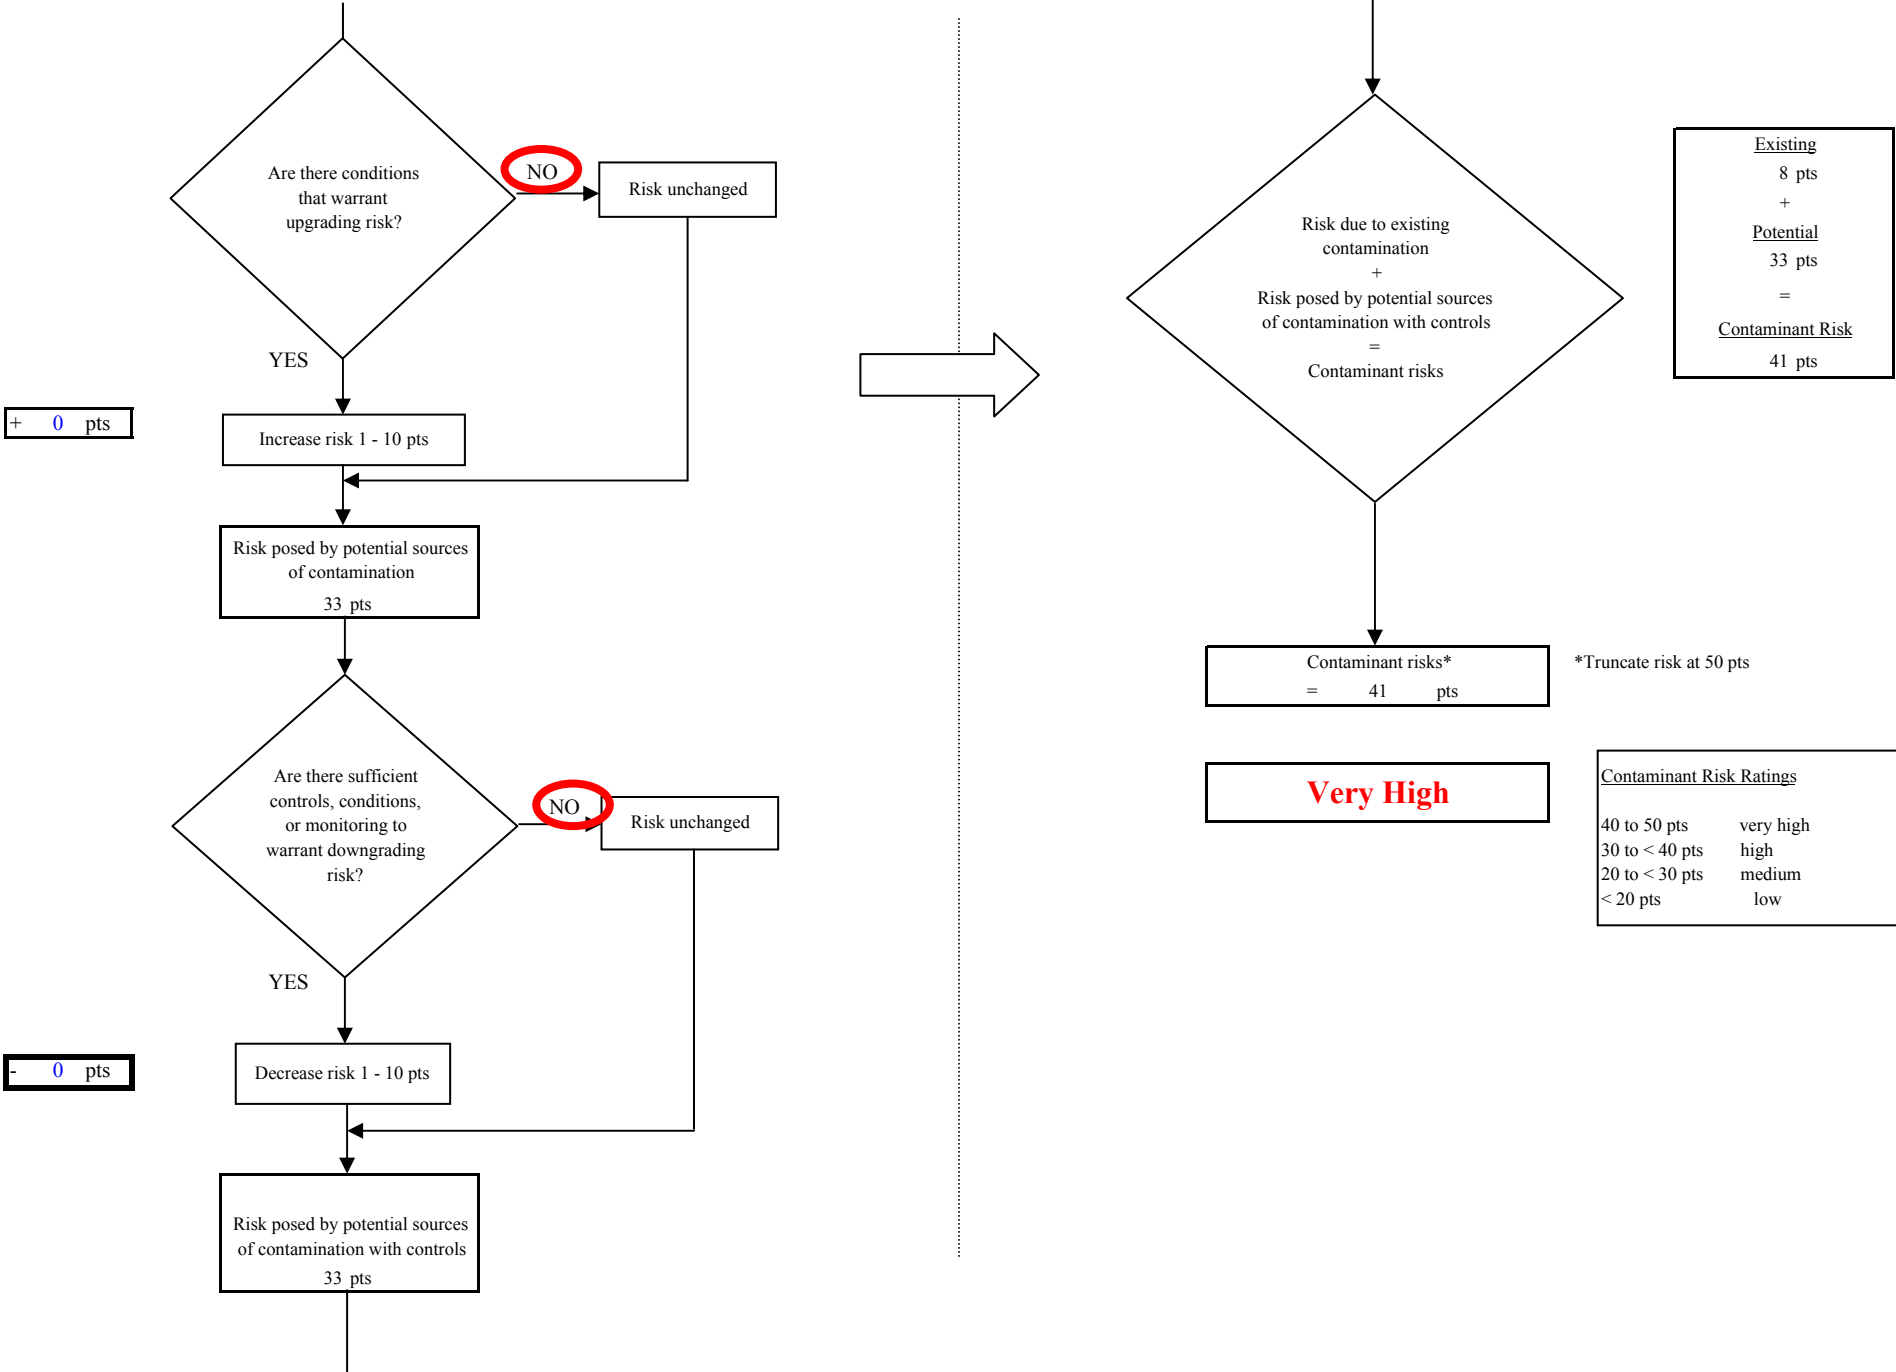 Are there conditions
that warrant
upgrading risk?
NO
Risk unchanged
YES
+ 0 pts
Increase risk 1 - 10 pts
Risk posed by potential sources
of contamination
33 pts
Are there sufficient
controls, conditions,
or monitoring to
warrant downgrading
risk?
NO
Risk unchanged
YES
- 0 pts
Decrease risk 1 - 10 pts
Risk posed by potential sources
of contamination with controls
33 pts
Risk due to existing
contamination
+
Risk posed by potential sources
of contamination with controls
=
Contaminant risks
Existing
8 pts
+
Potential
33 pts
=
Contaminant Risk
41 pts
Contaminant risks*
= 41 pts
*Truncate risk at 50 pts
Very High
Contaminant Risk Ratings
40 to 50 pts very high
30 to < 40 pts high
20 to < 30 pts medium
< 20 pts low